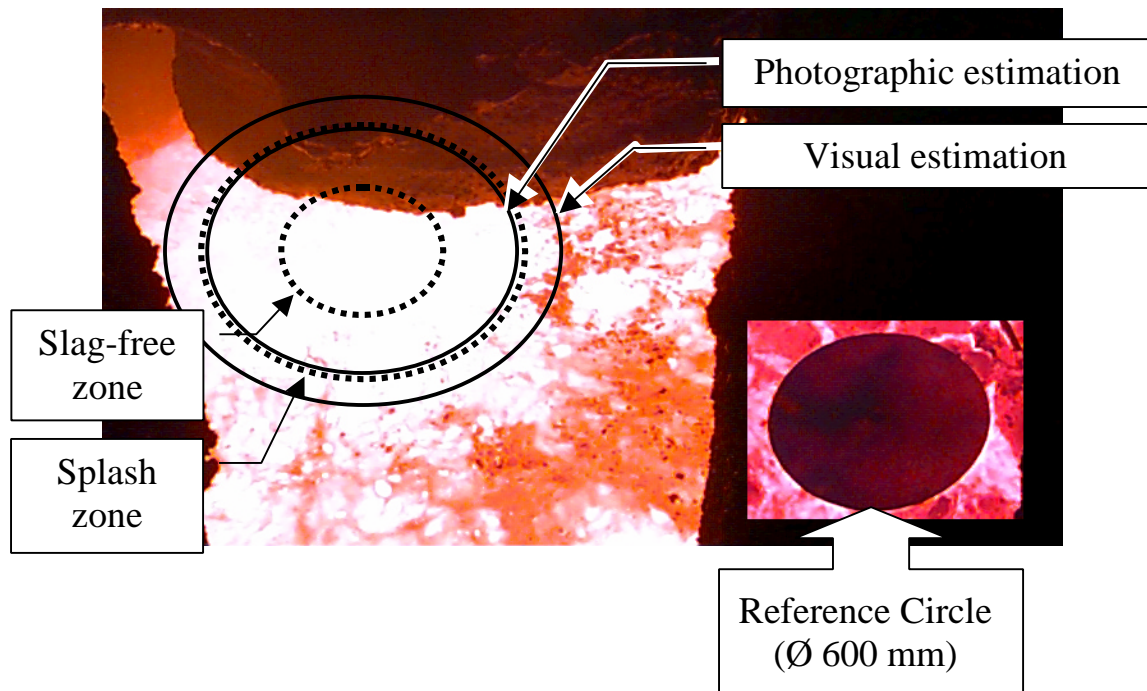 Photographic estimation
Visual estimation
Slag-free
zone
Splash
zone
Reference Circle
(Ø 600 mm)